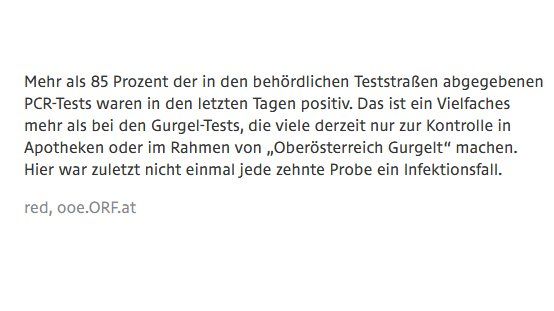 Mehr als 85 Prozent der in den behördlichen Teststraßen abgegebenen
PCR-Tests waren in den letzten Tagen positiv. Das ist ein Vielfaches
mehr als bei den Gurgel-Tests, die viele derzeit nur zur Kontrolle in
Apotheken oder im Rahmen von „Oberösterreich Gurgelt“ machen.
Hier war zuletzt nicht einmal jede zehnte Probe ein Infektionsfall.
red, ooe.ORF.at